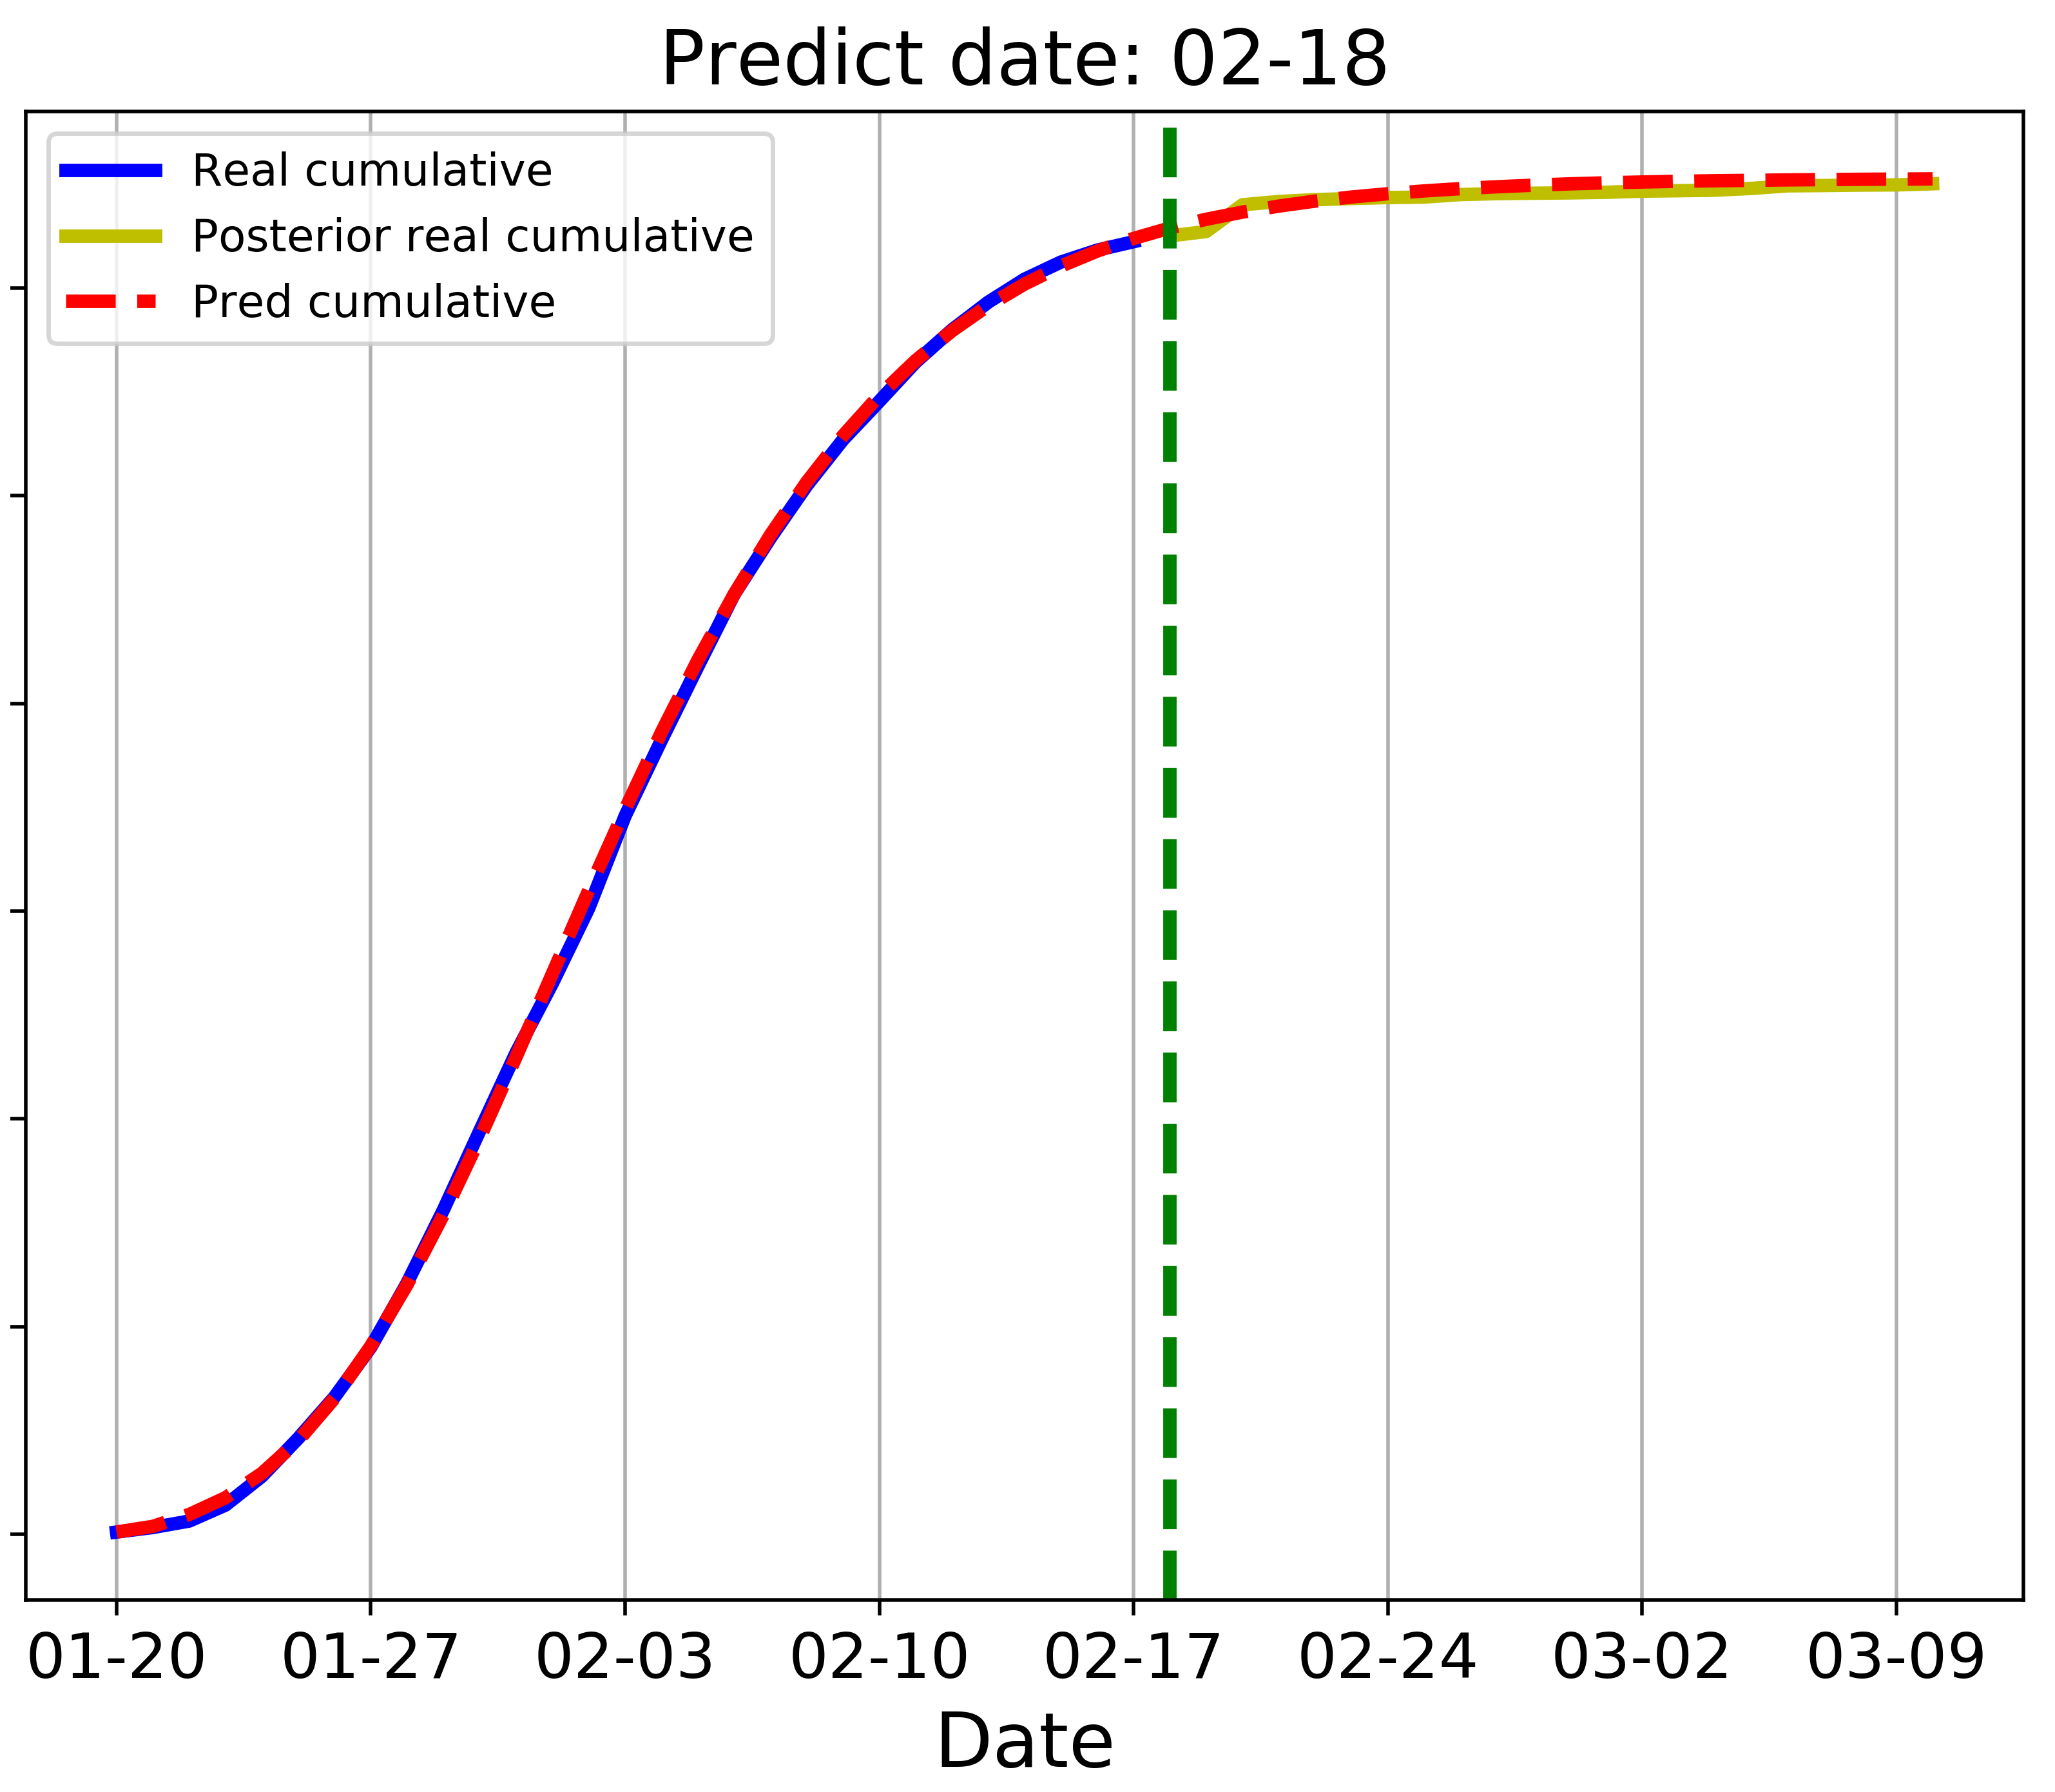 Predict date: 02-18
Real cumulative
Posterior real cumulative
Pred cumulative
01-20 01-27 02-03 02-10 02-17 02-24 03-02 03-09
Date